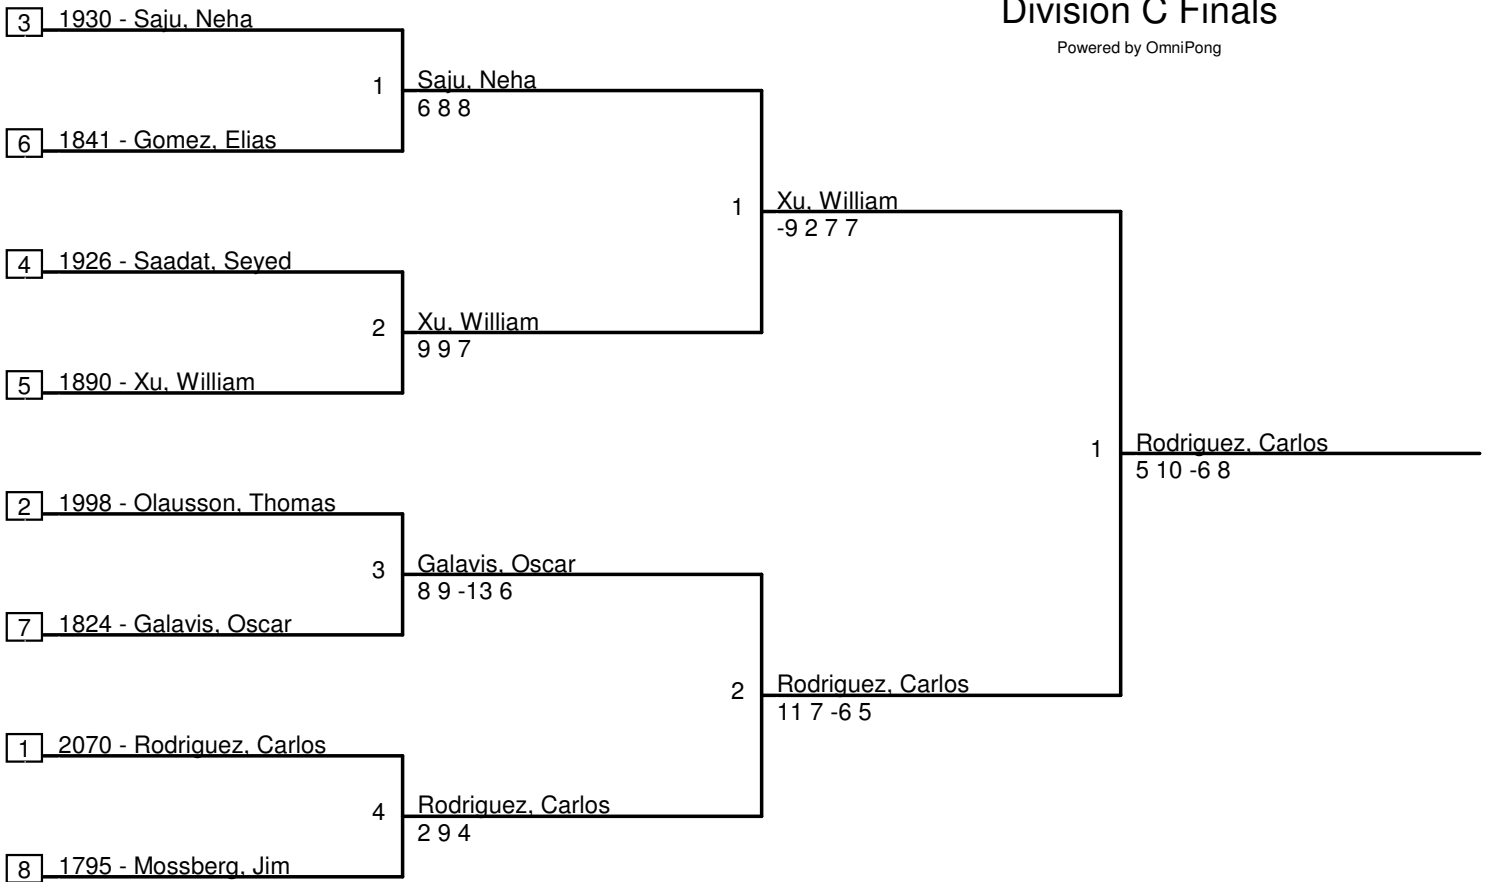 Division C Finals
Powered by OmniPong
3 1930 - Saju, Neha
1 Saju, Neha
6 8 8
6 1841 - Gomez, Elias
1 Xu, William
-9 2 7 7
4 1926 - Saadat, Seyed
2 Xu, William
9 9 7
5 1890 - Xu, William
1 Rodriguez, Carlos
5 10 -6 8
2 1998 - Olausson, Thomas
3 Galavis, Oscar
8 9 -13 6
7 1824 - Galavis, Oscar
2 Rodriguez, Carlos
11 7 -6 5
1 2070 - Rodriguez, Carlos
4 Rodriguez, Carlos
2 9 4
8 1795 - Mossberg, Jim